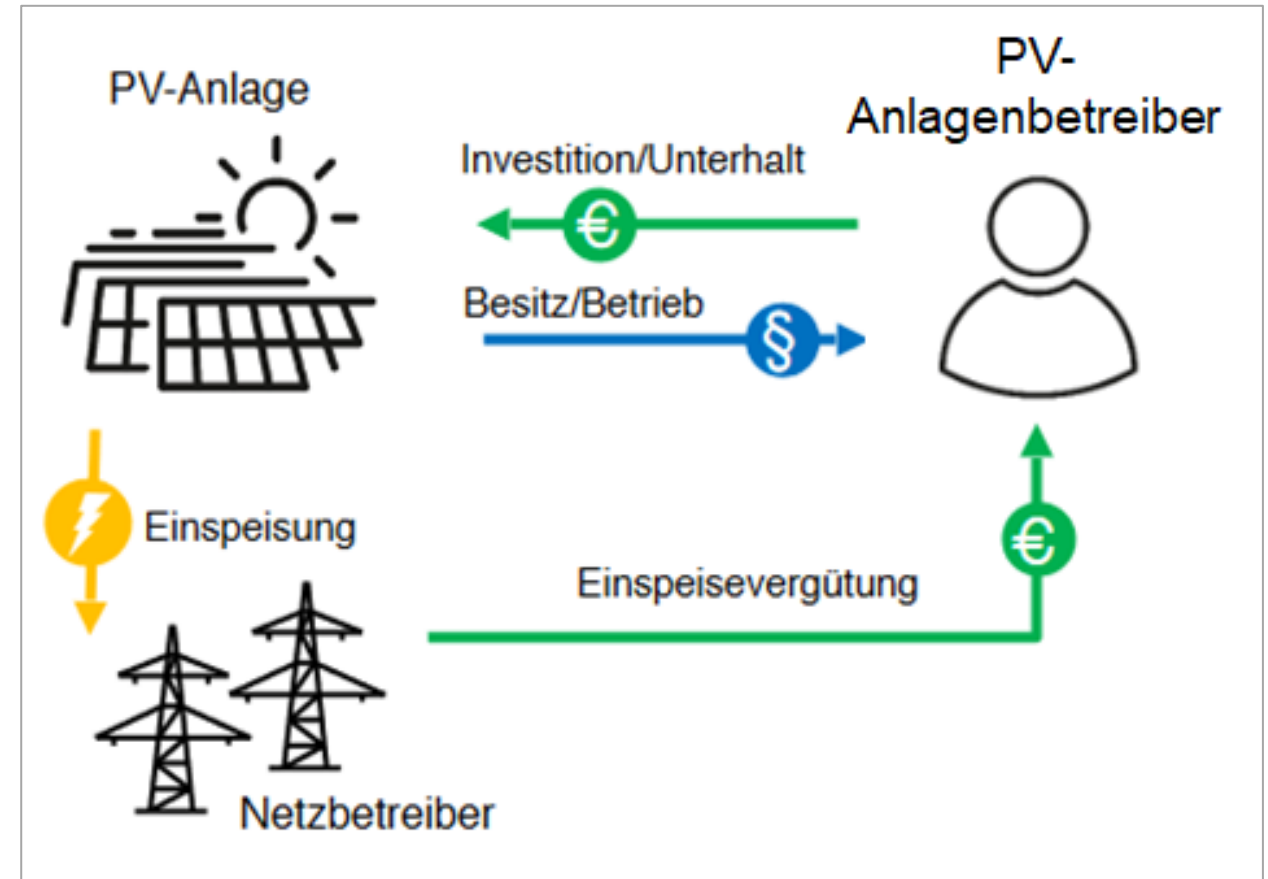 PV-Anlage
PV-
Anlagenbetreiber
Investition/Unterhalt
€
Besitz/Betrieb
§
Einspeisung
Einspeisevergütung
€
Netzbetreiber